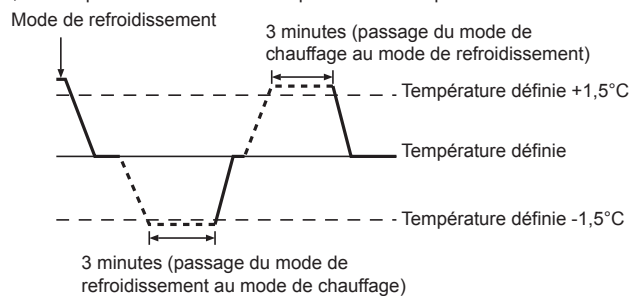 Mode de refroidissement
3 minutes (passage du mode de
chauffage au mode de refroidissement)
Température définie +1,5°C
Température définie
Température définie -1,5°C
3 minutes (passage du mode de
refroidissement au mode de chauffage)